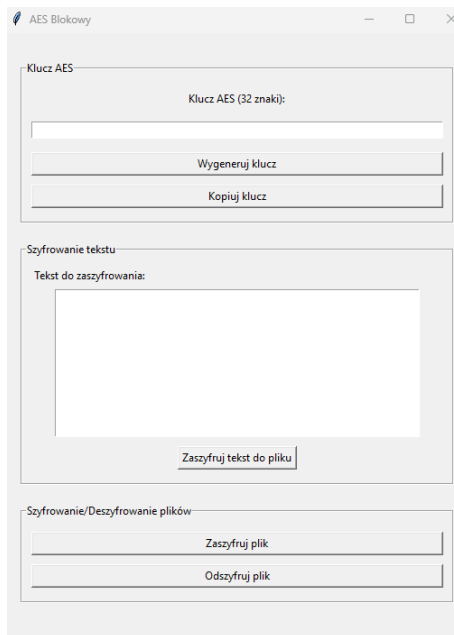 AES Blokowy
Klucz AES
Klucz AES (32 znaki):
Wygeneruj klucz
Kopiuj klucz
Szyfrowanie tekstu
Tekst do zaszyfrowania:
Zaszyfruj tekst do pliku
Szyfrowanie/Deszyfrowanie plików
Zaszyfruj plik
Odszyfruj plik